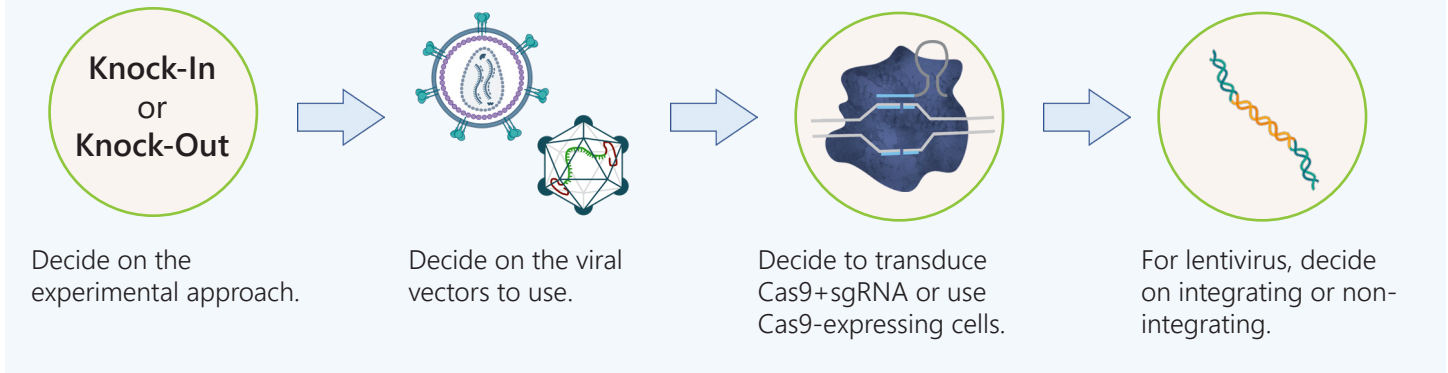 Knock-In
or
Knock-Out
Decide on the
experimental approach.
Decide on the viral
vectors to use.
Decide to transduce
Cas9+sgRNA or use
Cas9-expressing cells.
For lentivirus, decide
on integrating or non-
integrating.